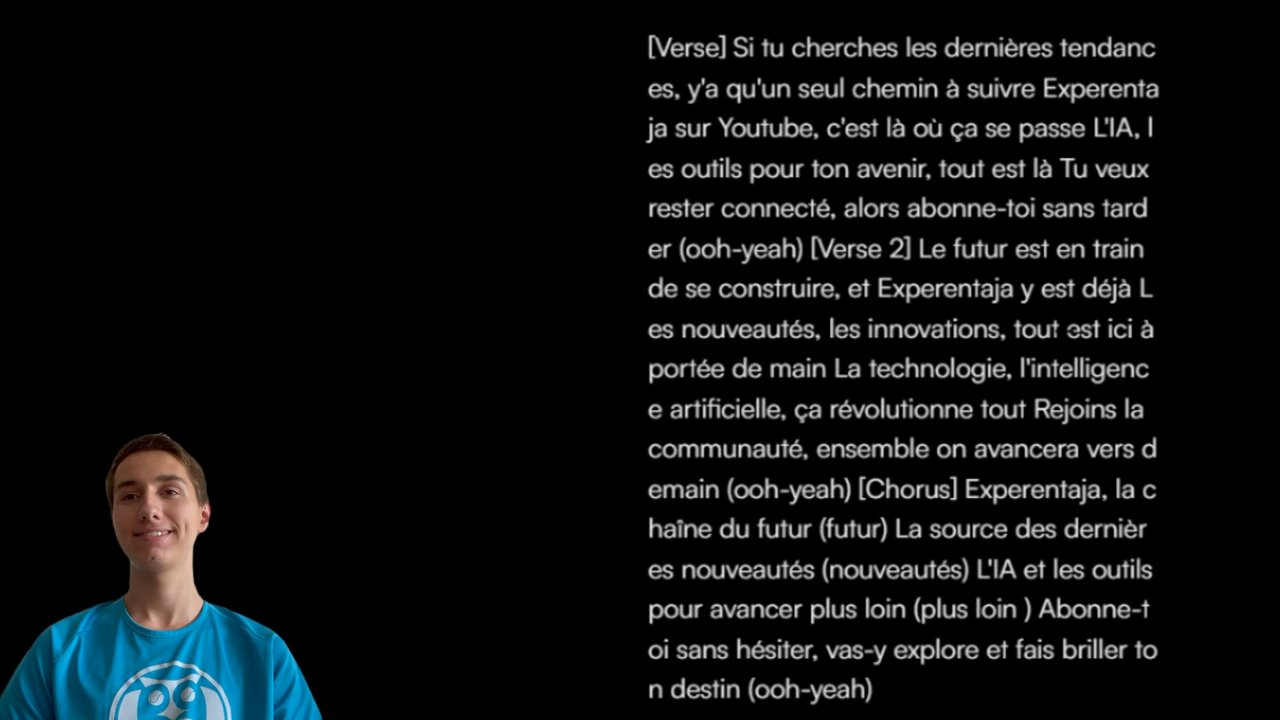 [Verse] Si tu cherches les dernières tendanc
es, y'a qu'un seul chemin à suivre Experenta
ja sur Youtube, c'est là où ça se passe L'IA, l
es outils pour ton avenir, tout est là Tu veux
rester connecté, alors abonne-toi sans tard
er (ooh-yeah) [Verse 2] Le futur est en train
de se construire, et Experentaja y est déjà L
es nouveautés, les innovations, tout est ici à
portée de main La technologie, l'intelligenc
e artificielle, ça révolutionne tout Rejoins la
communauté, ensemble on avancera vers d
emain (ooh-yeah) [Chorus] Experentaja, la c
haîne du futur (futur) La source des dernièr
es nouveautés (nouveautés) L'IA et les outils
pour avancer plus loin (plus loin ) Abonne-t
oi sans hésiter, vas-y explore et fais briller to
n destin (ooh-yeah)